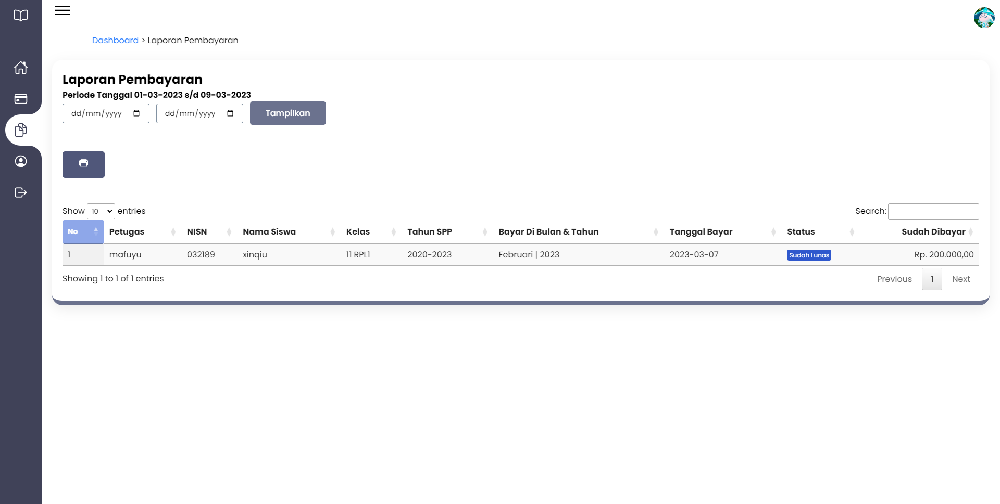 Dashboard > Laporan Pembayaran
Laporan Pembayaran
Periode Tanggal 01-03-2023 s/d 09-03-2023
dd/mm/yyyy dd/mm/yyyy Tampilkan
Show 10 entries Search:
No Petugas NISN Nama Siswa Kelas Tahun SPP Bayar Di Bulan & Tahun Tanggal Bayar Status Sudah Dibayar
1 mafuyu 032189 xinqiu 11 RPL1 2020-2023 Februari | 2023 2023-03-07 Sudah Lunas Rp. 200.000,00
Showing 1 to 1 of 1 entries Previous 1 Next